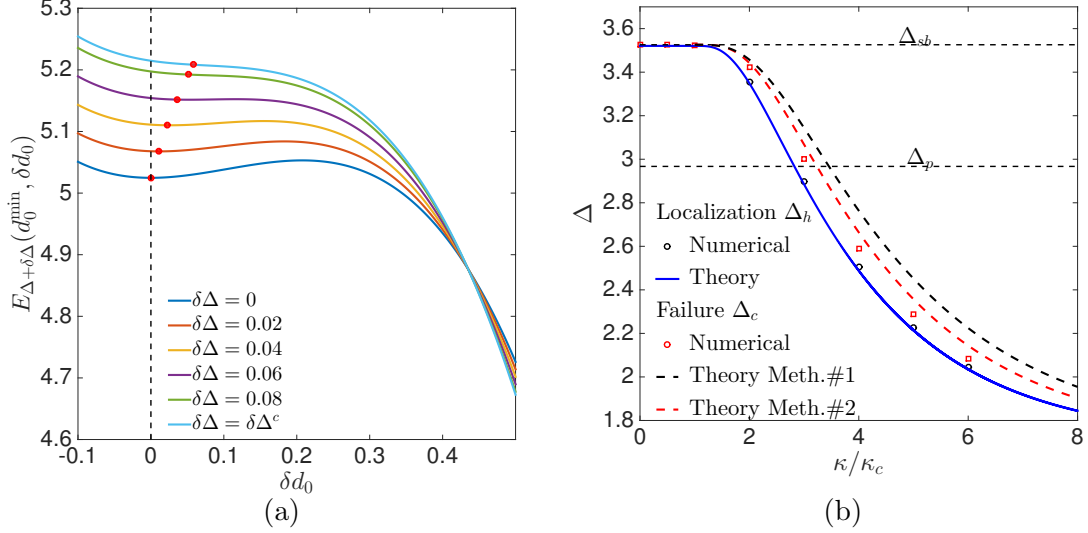 5.3
5.2
5.1
5
4.9
4.8
4.7
4.6
E_{Δ+δΔ}(d_0^{min}, δd_0)
δΔ = 0
δΔ = 0.02
δΔ = 0.04
δΔ = 0.06
δΔ = 0.08
δΔ = δΔ^c
-0.1 0 0.1 0.2 0.3 0.4
δd_0
(a)
3.6
3.4
3.2
3
2.8
2.6
2.4
2.2
2
1.8
Δ
Δ_{sb}
Δ_p
Localization Δ_h
Numerical
Theory
Failure Δ_c
Numerical
Theory Meth.#1
Theory Meth.#2
0 2 4 6 8
κ/κ_c
(b)